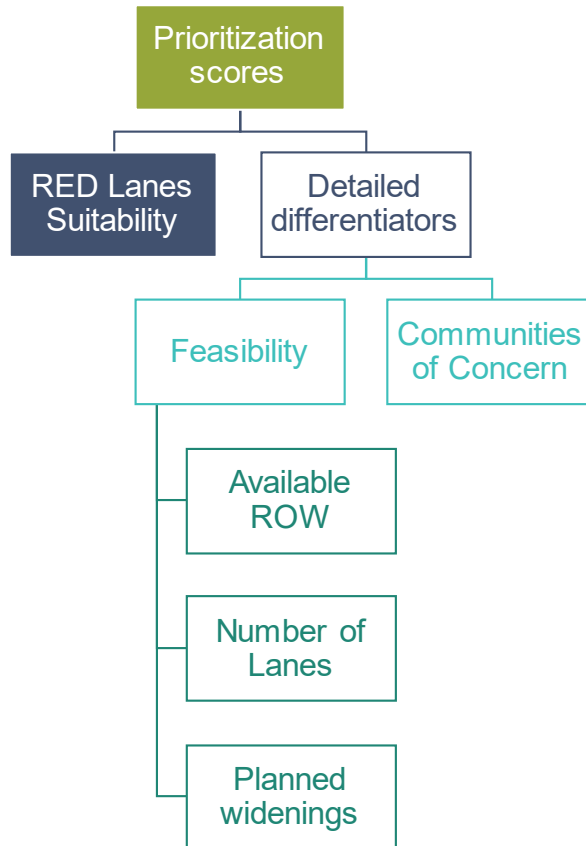 Prioritization
scores
RED Lanes
Suitability
Detailed
differentiators
Feasibility
Communities
of Concern
Available
ROW
Number of
Lanes
Planned
widenings